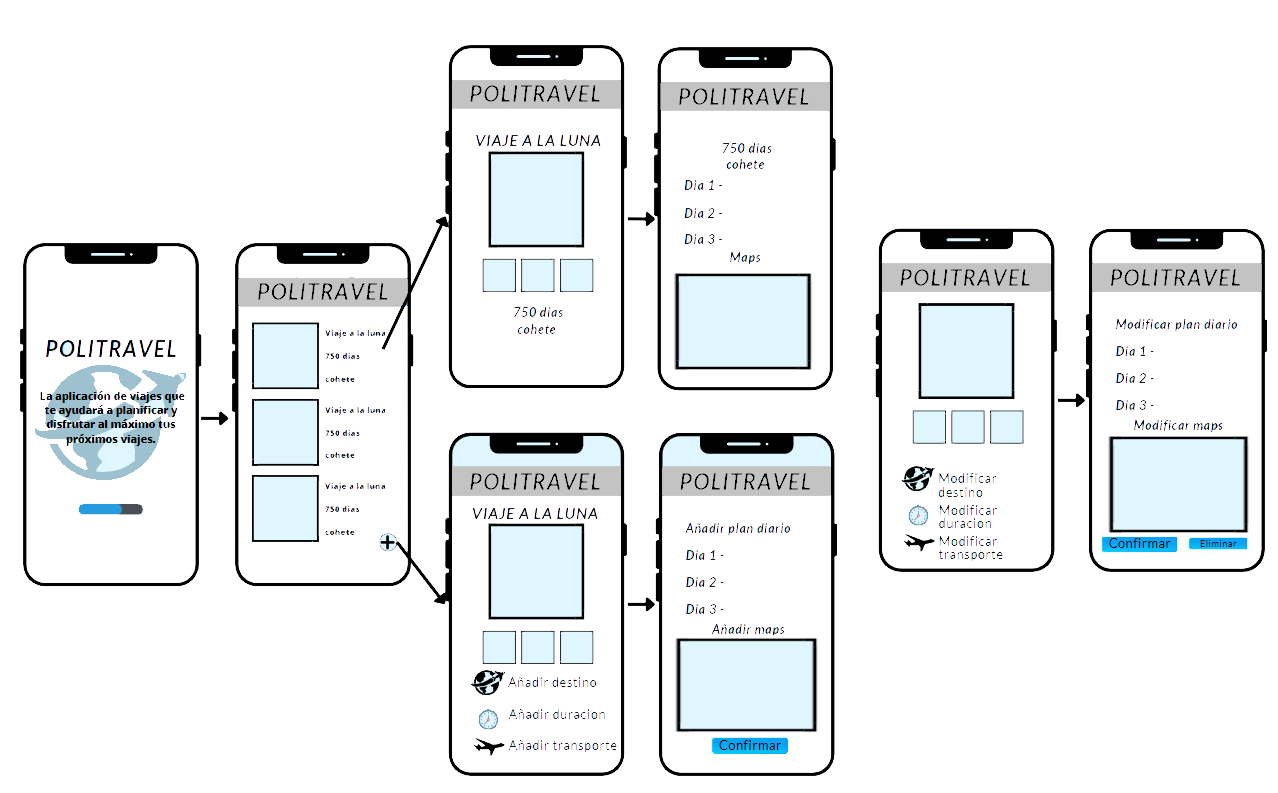 POLITRAVEL
La aplicación de viajes que
te ayudará a planificar y
disfrutar al máximo tus
próximos viajes.
POLITRAVEL
Viaje a la luna
750 dias
cohete
Viaje a la luna
750 dias
cohete
Viaje a la luna
750 dias
cohete
POLITRAVEL
VIAJE A LA LUNA
750 dias
cohete
POLITRAVEL
750 dias
cohete
Dia 1 -
Dia 2 -
Dia 3 -
Maps
POLITRAVEL
VIAJE A LA LUNA
Añadir destino
Añadir duracion
Añadir transporte
POLITRAVEL
Añadir plan diario
Dia 1 -
Dia 2 -
Dia 3 -
Añadir maps
Confirmar
POLITRAVEL
Modificar
destino
Modificar
duracion
Modificar
transporte
POLITRAVEL
Modificar plan diario
Dia 1 -
Dia 2 -
Dia 3 -
Modificar maps
Confirmar
Eliminar